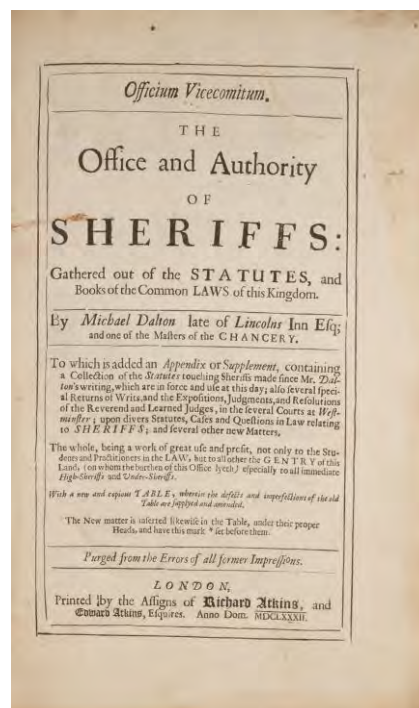 Officium Vicecomitum.
THE
Office and Authority
OF
SHERIFFS:
Gathered out of the STATUTES, and
Books of the Common LAWS of this Kingdom.
By Michael Dalton late of Lincolns Inn Esq;
and one of the Masters of the CHANCERY.
To which is added an Appendix or Supplement, containing
a Collection of the Statutes touching Sheriffs made since Mr. Dal-
ton's writing, which are in force and use at this day; also several speci-
al Returns of Writs, and the Expositions, Judgments, and Resolutions
of the Reverend and Learned Judges, in the several Courts at West-
minster; upon divers Statutes, Cases and Questions in Law relating
to SHERIFFS; and several other new Matters.
The whole, being a work of great use and profit, not only to the Stu-
dents and Practitioners in the LAW, but to all other the GENTRY of this
Land, (on whom the burthen of this Office lyeth,) especially to all immediate
High-Sheriffs and Under-Sheriffs.
With a new and copious TABLE, wherein the defects and imperfections of the old
Table are supplyed and amended.
The New matter is inserted likewise in the Table, under their proper
Heads, and have this mark * set before them.
Purged from the Errors of all former Impressions.
LONDON,
Printed by the Assigns of Richard Atkins, and
Edward Atkins, Esquires. Anno Dom. MDCLXXXII.